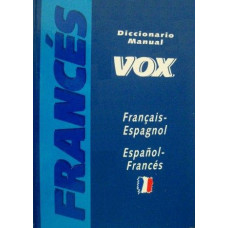 FRANCÉS
Diccionario
Manual
VOX
Français-
Espagnol
Español-
Francés